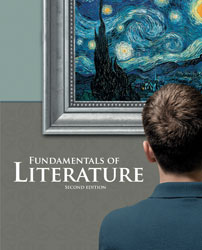 FUNDAMENTALS OF
LITERATURE
SECOND EDITION